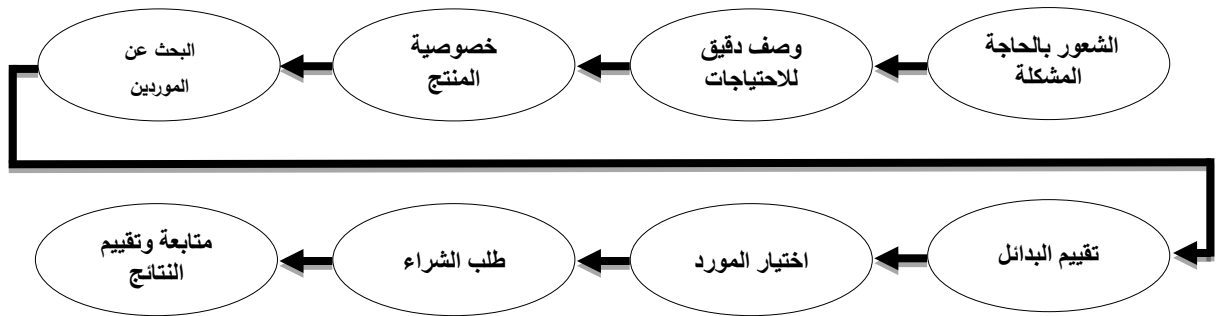 الشعور بالحاجة
المشكلة
وصف دقيق
للاحتياجات
خصوصية
المنتج
البحث عن
الموردين
تقييم البدائل
اختيار المورد
طلب الشراء
متابعة وتقييم
النتائج